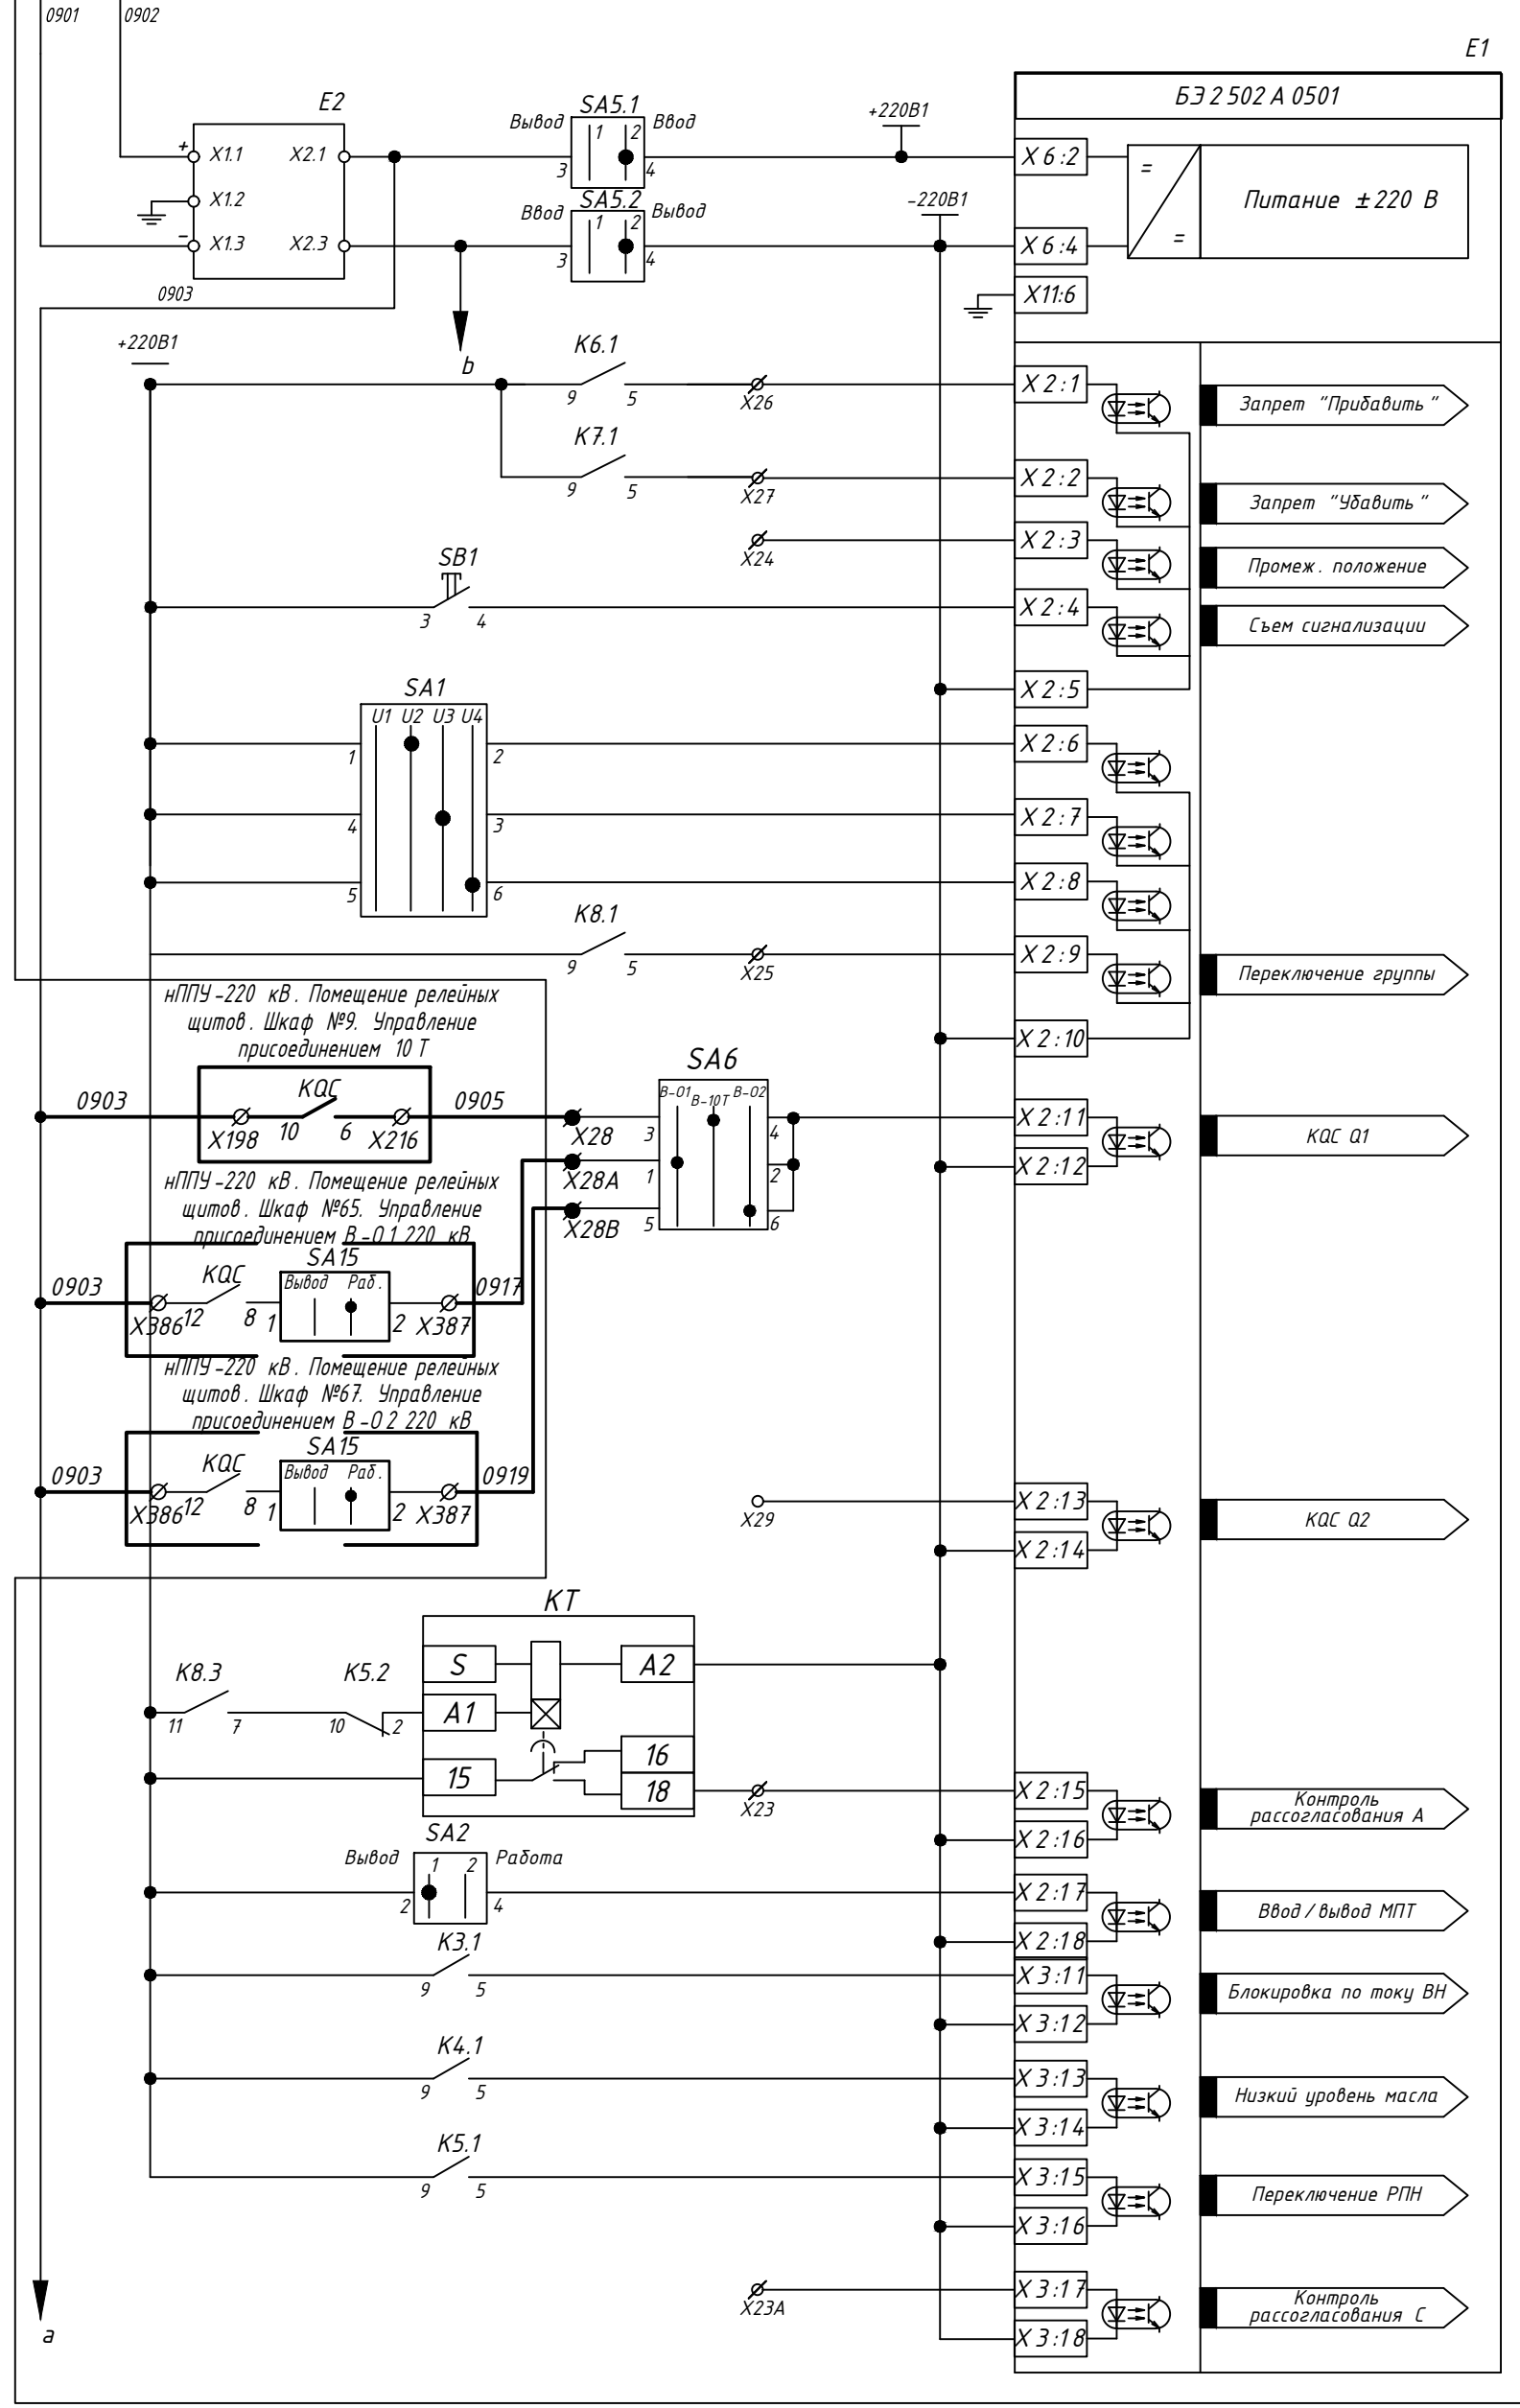 0901
0902
E1
E2
SA5.1
+220В1
БЭ 2 502 А 0501
Вывод
1
2
Ввод
+
X1.1
X2.1
3
4
X 6:2
=
Питание ±220 В
=
X1.2
SA5.2
-220В1
Ввод
1
2
Вывод
-
X1.3
X2.3
3
4
X 6:4
0903
X11:6
+220В1
b
K6.1
9
5
X26
X 2:1
Запрет "Прибавить"
K7.1
9
5
X27
X 2:2
Запрет "Убавить"
X24
X 2:3
Промеж. положение
SB1
3
4
X 2:4
Съем сигнализации
X 2:5
SA1
U1 U2 U3 U4
1
2
X 2:6
4
3
X 2:7
5
6
X 2:8
K8.1
9
5
X25
X 2:9
Переключение группы
X 2:10
нППУ-220 кВ. Помещение релейных
щитов. Шкаф №9. Управление
присоединением 10 Т
0903
KQC
X198
10
6
X216
0905
X28
X28A
X28B
SA6
В-О1
В-10Т
В-О2
3
4
1
2
5
6
X 2:11
X 2:12
KQC Q1
нППУ-220 кВ. Помещение релейных
щитов. Шкаф №65. Управление
присоединением В-О1 220 кВ
0903
KQC
SA15
Вывод
Раб.
X386
12
8
1
2
X387
0917
нППУ-220 кВ. Помещение релейных
щитов. Шкаф №67. Управление
присоединением В-О2 220 кВ
0903
KQC
SA15
Вывод
Раб.
X386
12
8
1
2
X387
0919
X29
X 2:13
X 2:14
KQC Q2
KT
S
A2
K8.3
11
7
K5.2
10
2
A1
15
16
18
X23
X 2:15
X 2:16
Контроль
рассогласования А
SA2
Вывод
1
2
Работа
2
4
X 2:17
X 2:18
Ввод/вывод МПТ
K3.1
9
5
X 3:11
X 3:12
Блокировка по току ВН
K4.1
9
5
X 3:13
X 3:14
Низкий уровень масла
K5.1
9
5
X 3:15
X 3:16
Переключение РПН
X23A
X 3:17
X 3:18
Контроль
рассогласования С
a